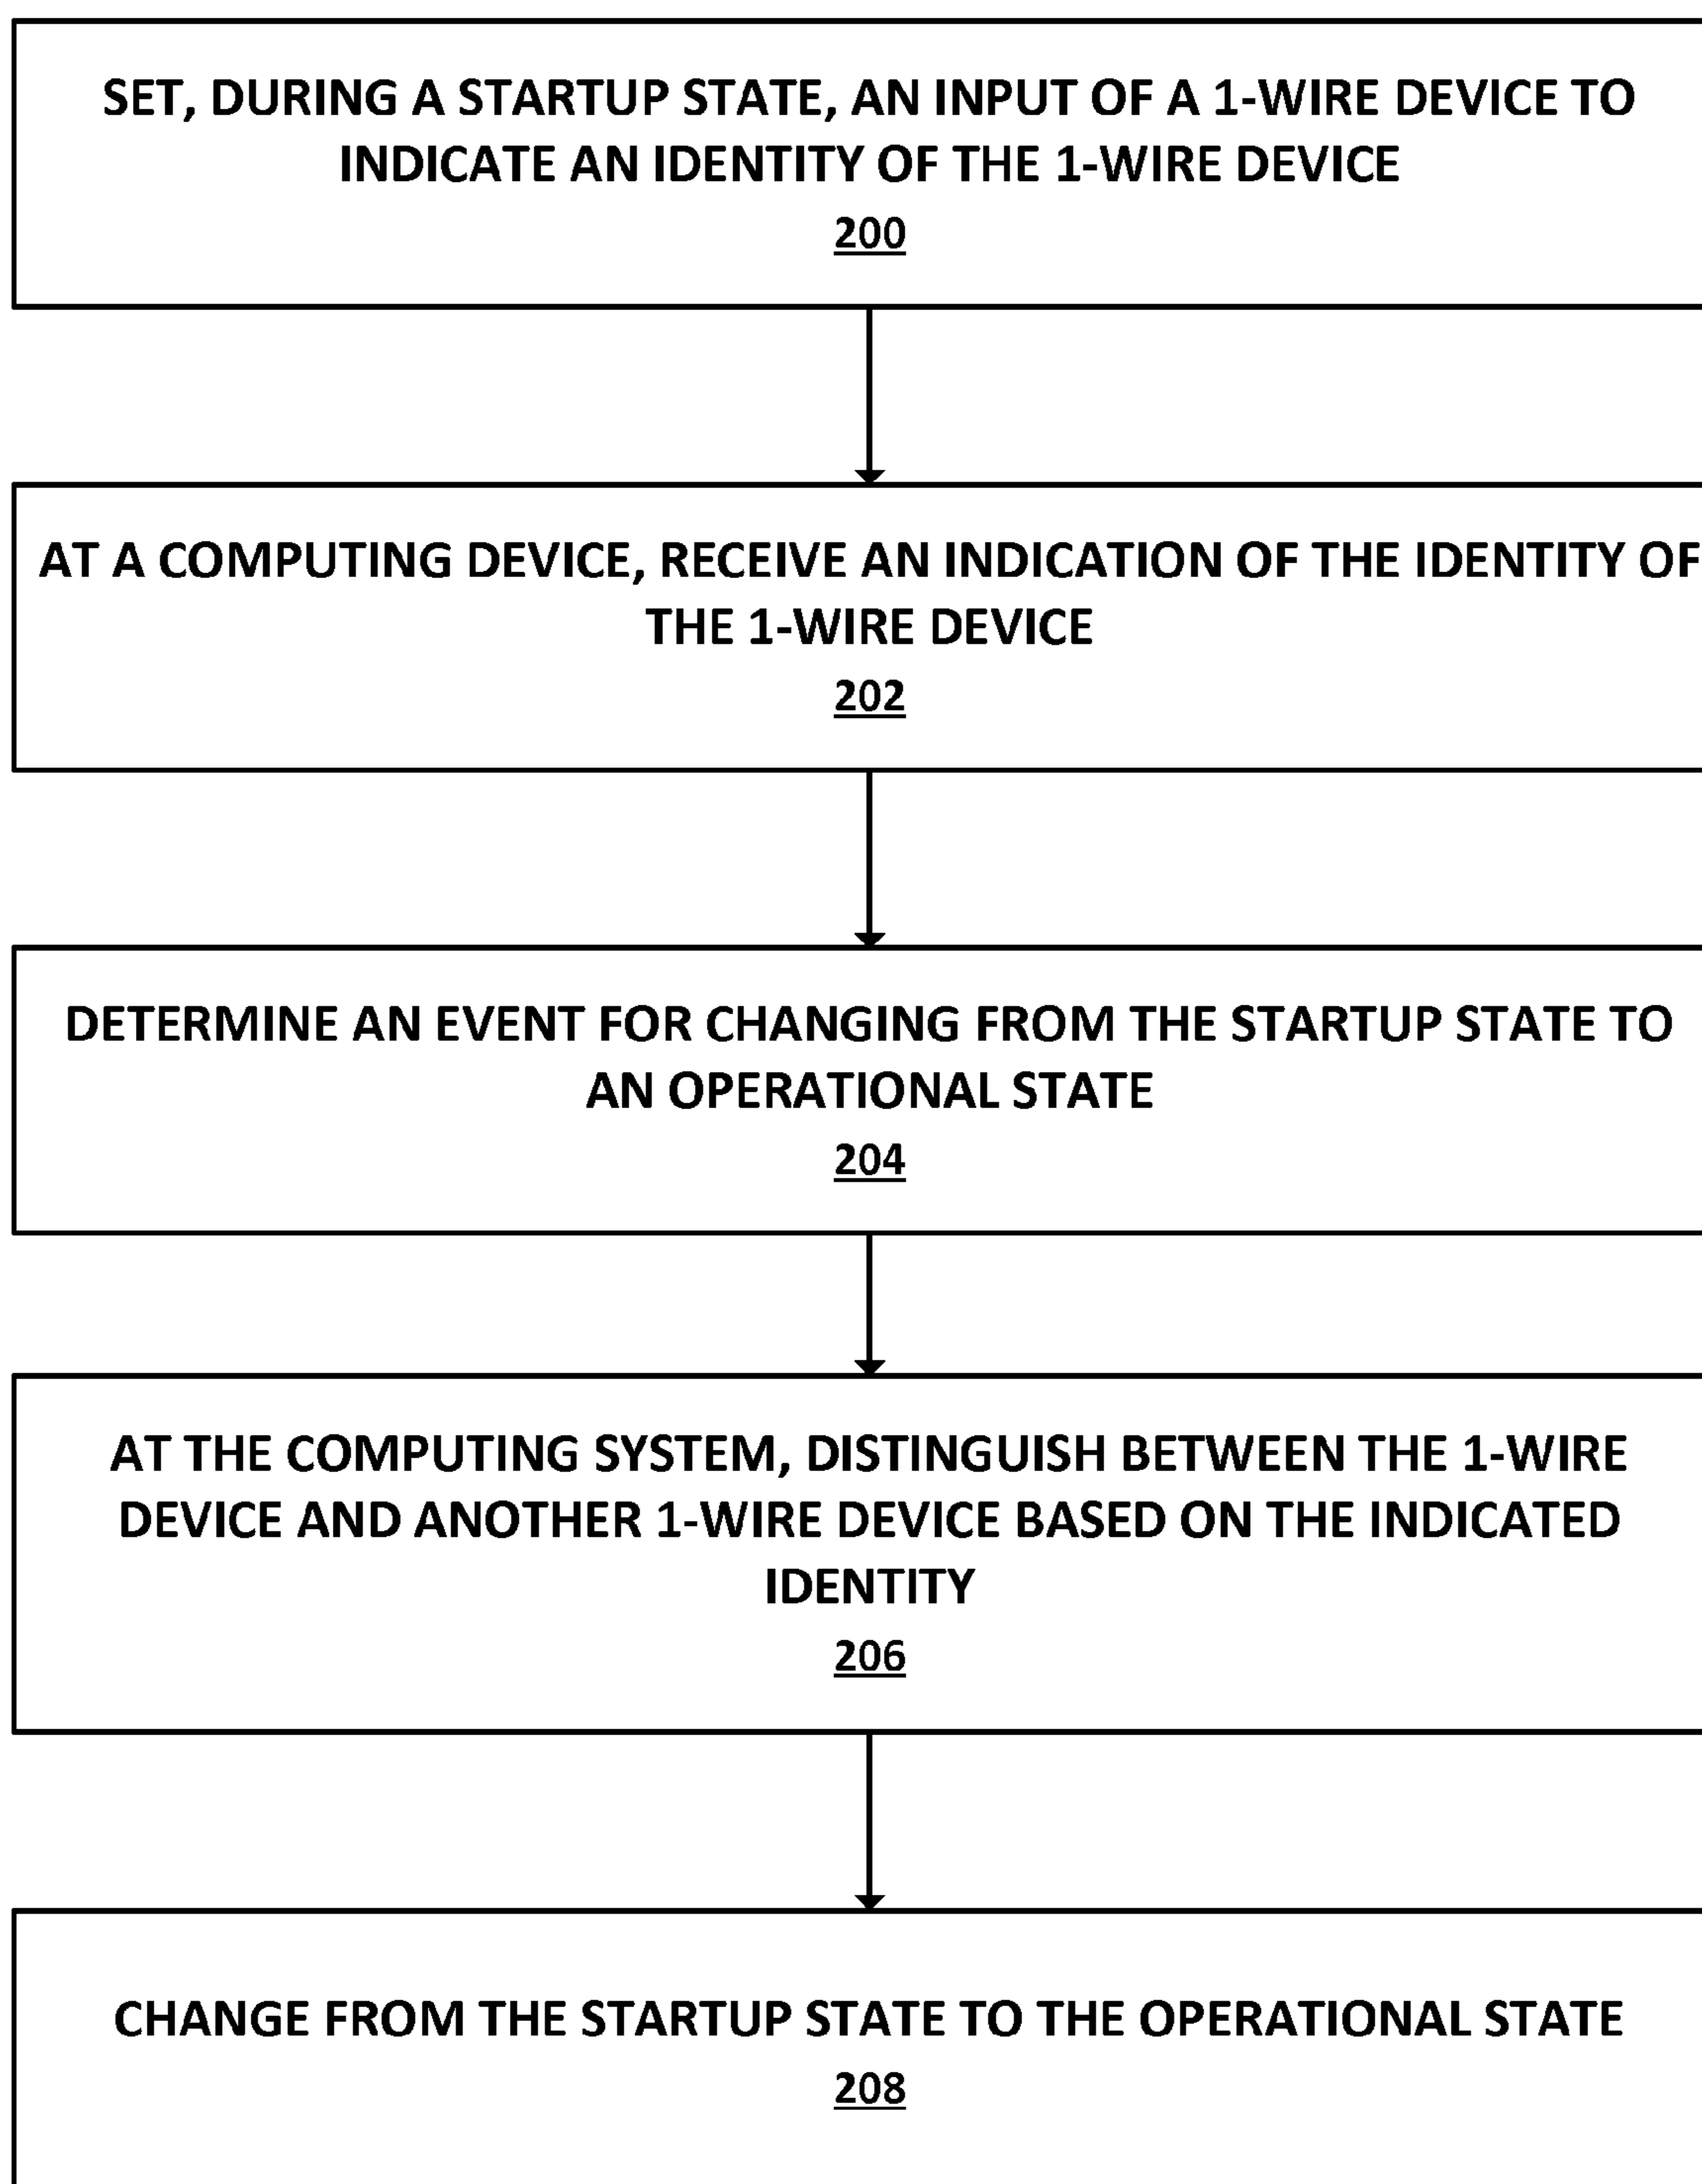 SET, DURING A STARTUP STATE, AN INPUT OF A 1-WIRE DEVICE TO
INDICATE AN IDENTITY OF THE 1-WIRE DEVICE
200
AT A COMPUTING DEVICE, RECEIVE AN INDICATION OF THE IDENTITY OF
THE 1-WIRE DEVICE
202
DETERMINE AN EVENT FOR CHANGING FROM THE STARTUP STATE TO
AN OPERATIONAL STATE
204
AT THE COMPUTING SYSTEM, DISTINGUISH BETWEEN THE 1-WIRE
DEVICE AND ANOTHER 1-WIRE DEVICE BASED ON THE INDICATED
IDENTITY
206
CHANGE FROM THE STARTUP STATE TO THE OPERATIONAL STATE
208